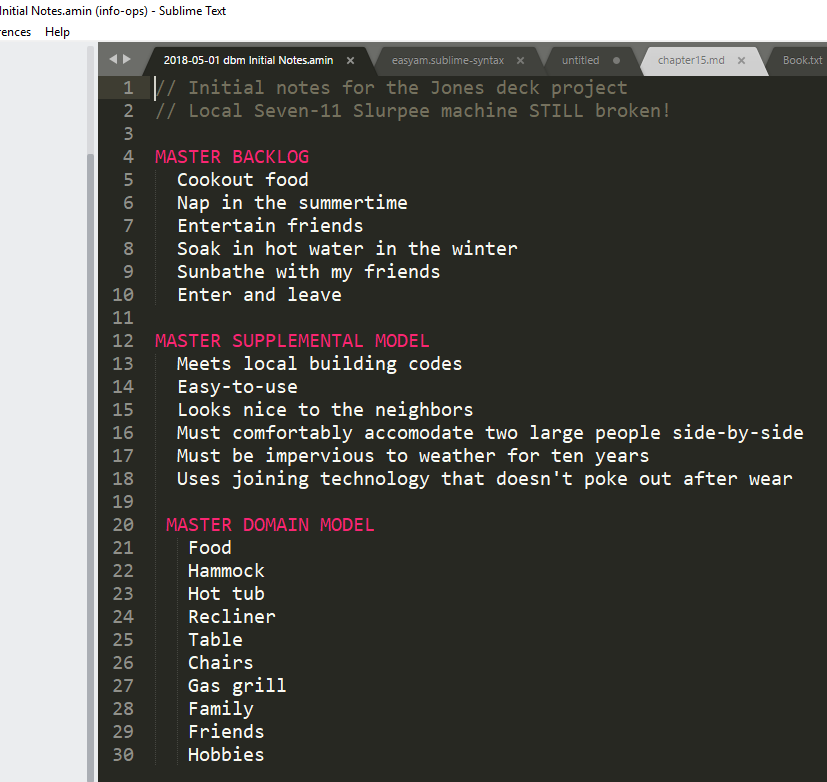 Initial Notes.amin (info-ops) - Sublime Text
rences Help
2018-05-01 dbm Initial Notes.amin × easyam.sublime-syntax × untitled chapter15.md × Book.txt
1 // Initial notes for the Jones deck project
2 // Local Seven-11 Slurpee machine STILL broken!
3
4 MASTER BACKLOG
5 Cookout food
6 Nap in the summertime
7 Entertain friends
8 Soak in hot water in the winter
9 Sunbathe with my friends
10 Enter and leave
11
12 MASTER SUPPLEMENTAL MODEL
13 Meets local building codes
14 Easy-to-use
15 Looks nice to the neighbors
16 Must comfortably accomodate two large people side-by-side
17 Must be impervious to weather for ten years
18 Uses joining technology that doesn't poke out after wear
19
20 MASTER DOMAIN MODEL
21 Food
22 Hammock
23 Hot tub
24 Recliner
25 Table
26 Chairs
27 Gas grill
28 Family
29 Friends
30 Hobbies